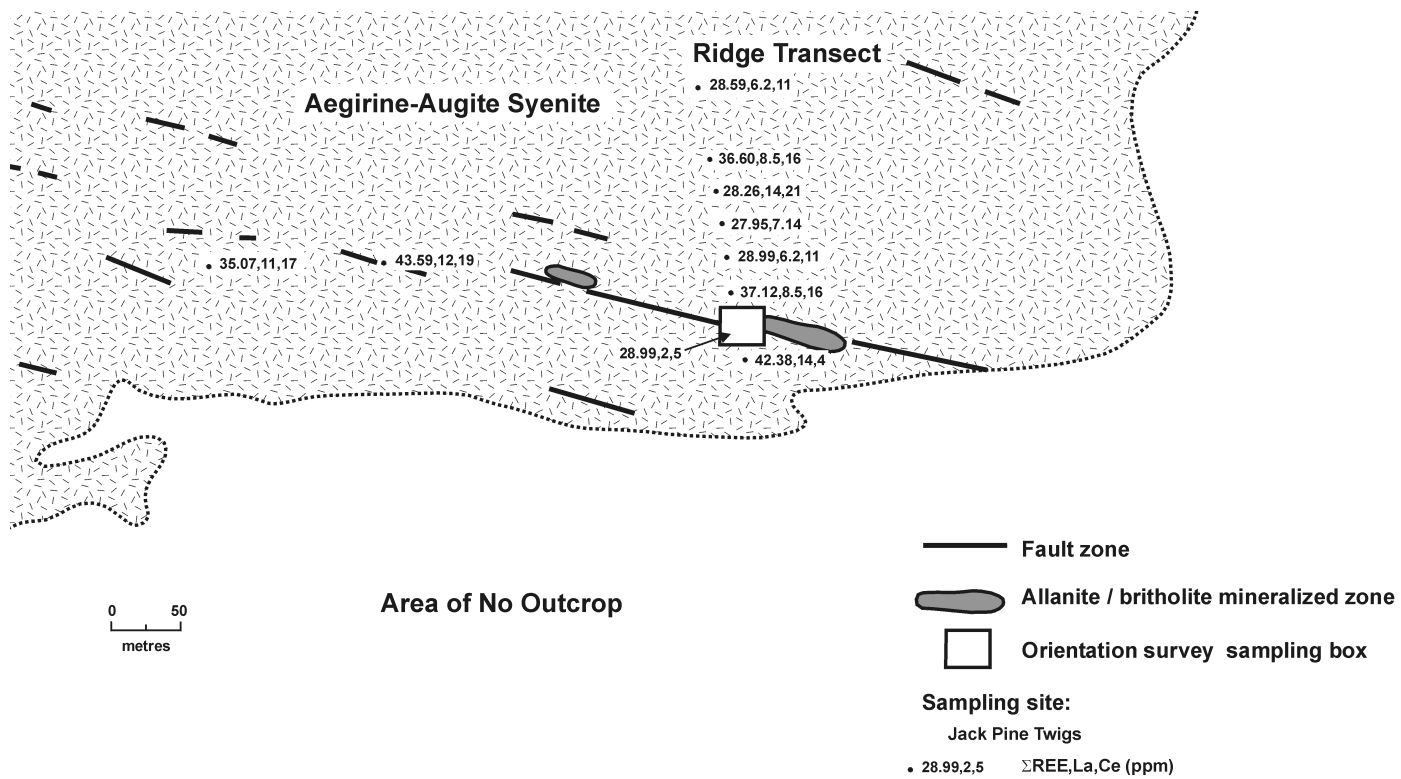 Ridge Transect
28.59,6.2,11
Aegirine-Augite Syenite
36.60,8.5,16
28.26,14,21
27.95,7.14
28.99,6.2,11
35.07,11,17
43.59,12,19
37.12,8.5,16
28.99,2,5
42.38,14,4
Fault zone
Allanite / britholite mineralized zone
Area of No Outcrop
0 50
metres
Orientation survey sampling box
Sampling site:
Jack Pine Twigs
28.99,2,5 ΣREE,La,Ce (ppm)